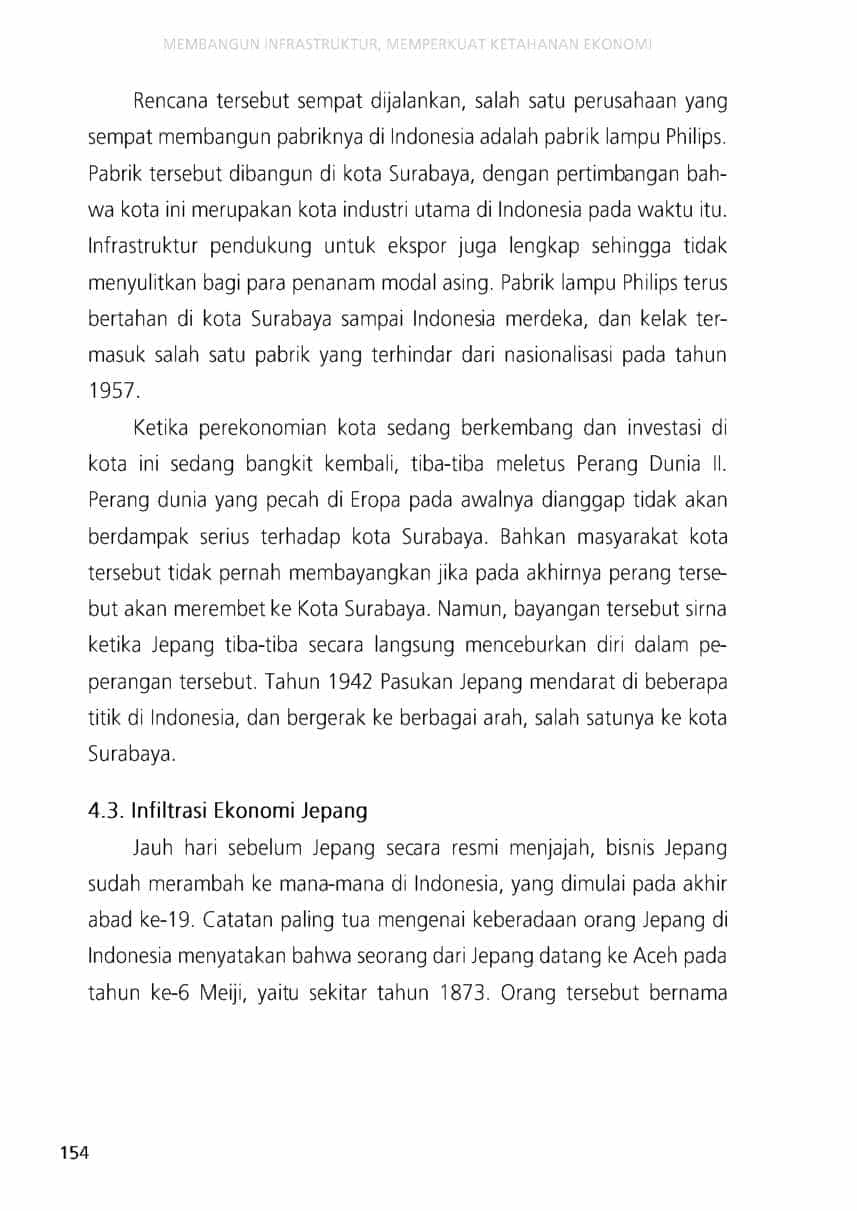 MEMBANGUN INFRASTRUKTUR, MEMPERKUAT KETAHANAN EKONOMI
Rencana tersebut sempat dijalankan, salah satu perusahaan yang
sempat membangun pabriknya di Indonesia adalah pabrik lampu Philips.
Pabrik tersebut dibangun di kota Surabaya, dengan pertimbangan bah-
wa kota ini merupakan kota industri utama di Indonesia pada waktu itu.
Infrastruktur pendukung untuk ekspor juga lengkap sehingga tidak
menyulitkan bagi para penanam modal asing. Pabrik lampu Philips terus
bertahan di kota Surabaya sampai Indonesia merdeka, dan kelak ter-
masuk salah satu pabrik yang terhindar dari nasionalisasi pada tahun
1957.
Ketika perekonomian kota sedang berkembang dan investasi di
kota ini sedang bangkit kembali, tiba-tiba meletus Perang Dunia II.
Perang dunia yang pecah di Eropa pada awalnya dianggap tidak akan
berdampak serius terhadap kota Surabaya. Bahkan masyarakat kota
tersebut tidak pernah membayangkan jika pada akhirnya perang terse-
but akan merembet ke Kota Surabaya. Namun, bayangan tersebut sirna
ketika Jepang tiba-tiba secara langsung menceburkan diri dalam pe-
perangan tersebut. Tahun 1942 Pasukan Jepang mendarat di beberapa
titik di Indonesia, dan bergerak ke berbagai arah, salah satunya ke kota
Surabaya.
4.3. Infiltrasi Ekonomi Jepang
Jauh hari sebelum Jepang secara resmi menjajah, bisnis Jepang
sudah merambah ke mana-mana di Indonesia, yang dimulai pada akhir
abad ke-19. Catatan paling tua mengenai keberadaan orang Jepang di
Indonesia menyatakan bahwa seorang dari Jepang datang ke Aceh pada
tahun ke-6 Meiji, yaitu sekitar tahun 1873. Orang tersebut bernama
154